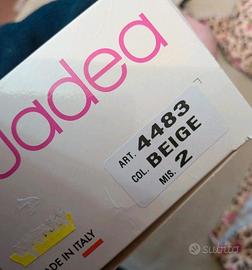 Jadea
ART. 4483
COL. BEIGE
MIS. 2
MADE IN ITALY
subito